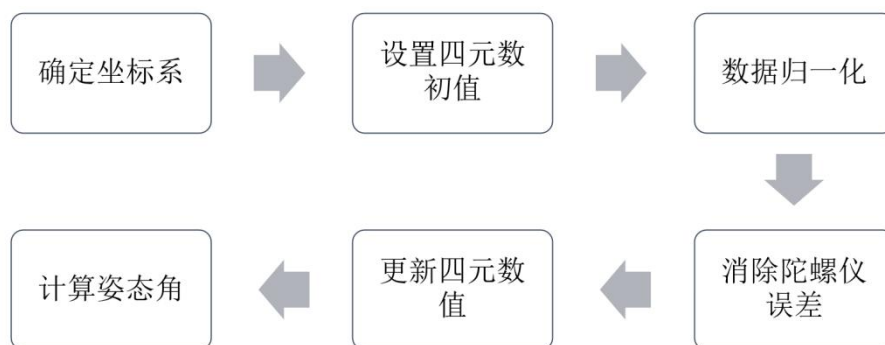 确定坐标系
设置四元数
初值
数据归一化
消除陀螺仪
误差
更新四元数
值
计算姿态角